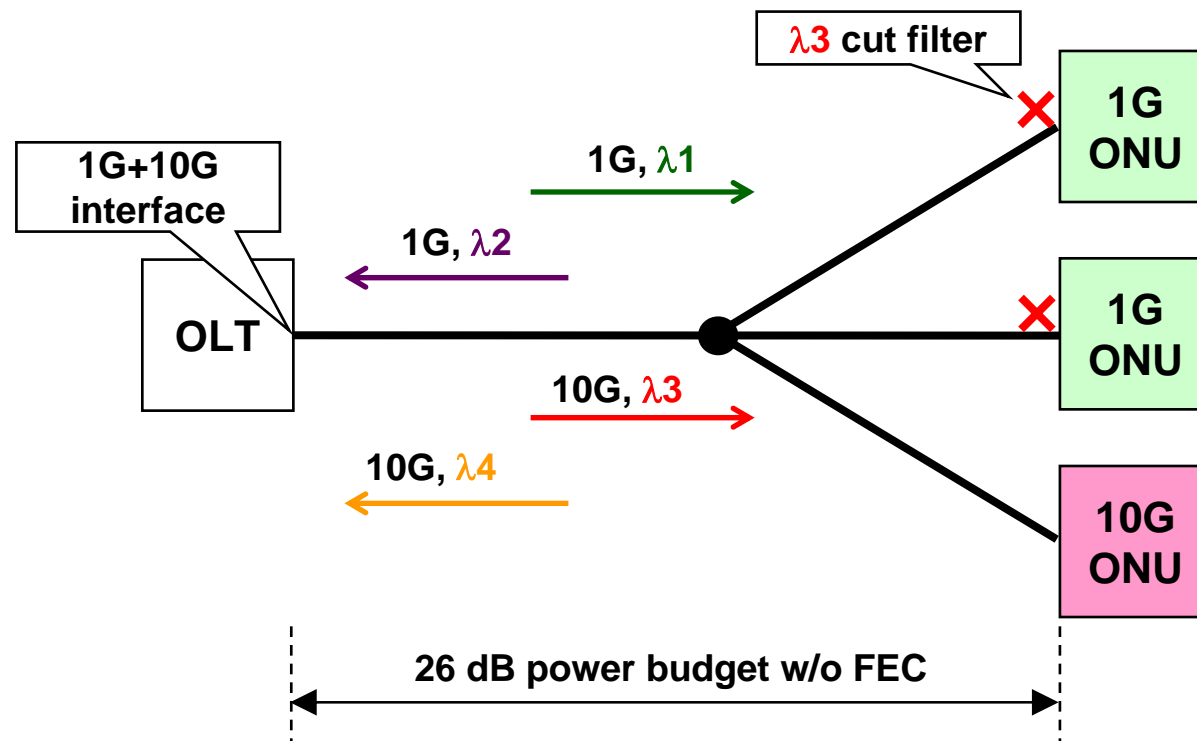 λ3 cut filter
1G
ONU
1G+10G
interface
1G, λ1
1G, λ2
OLT
1G
ONU
10G, λ3
10G, λ4
10G
ONU
26 dB power budget w/o FEC